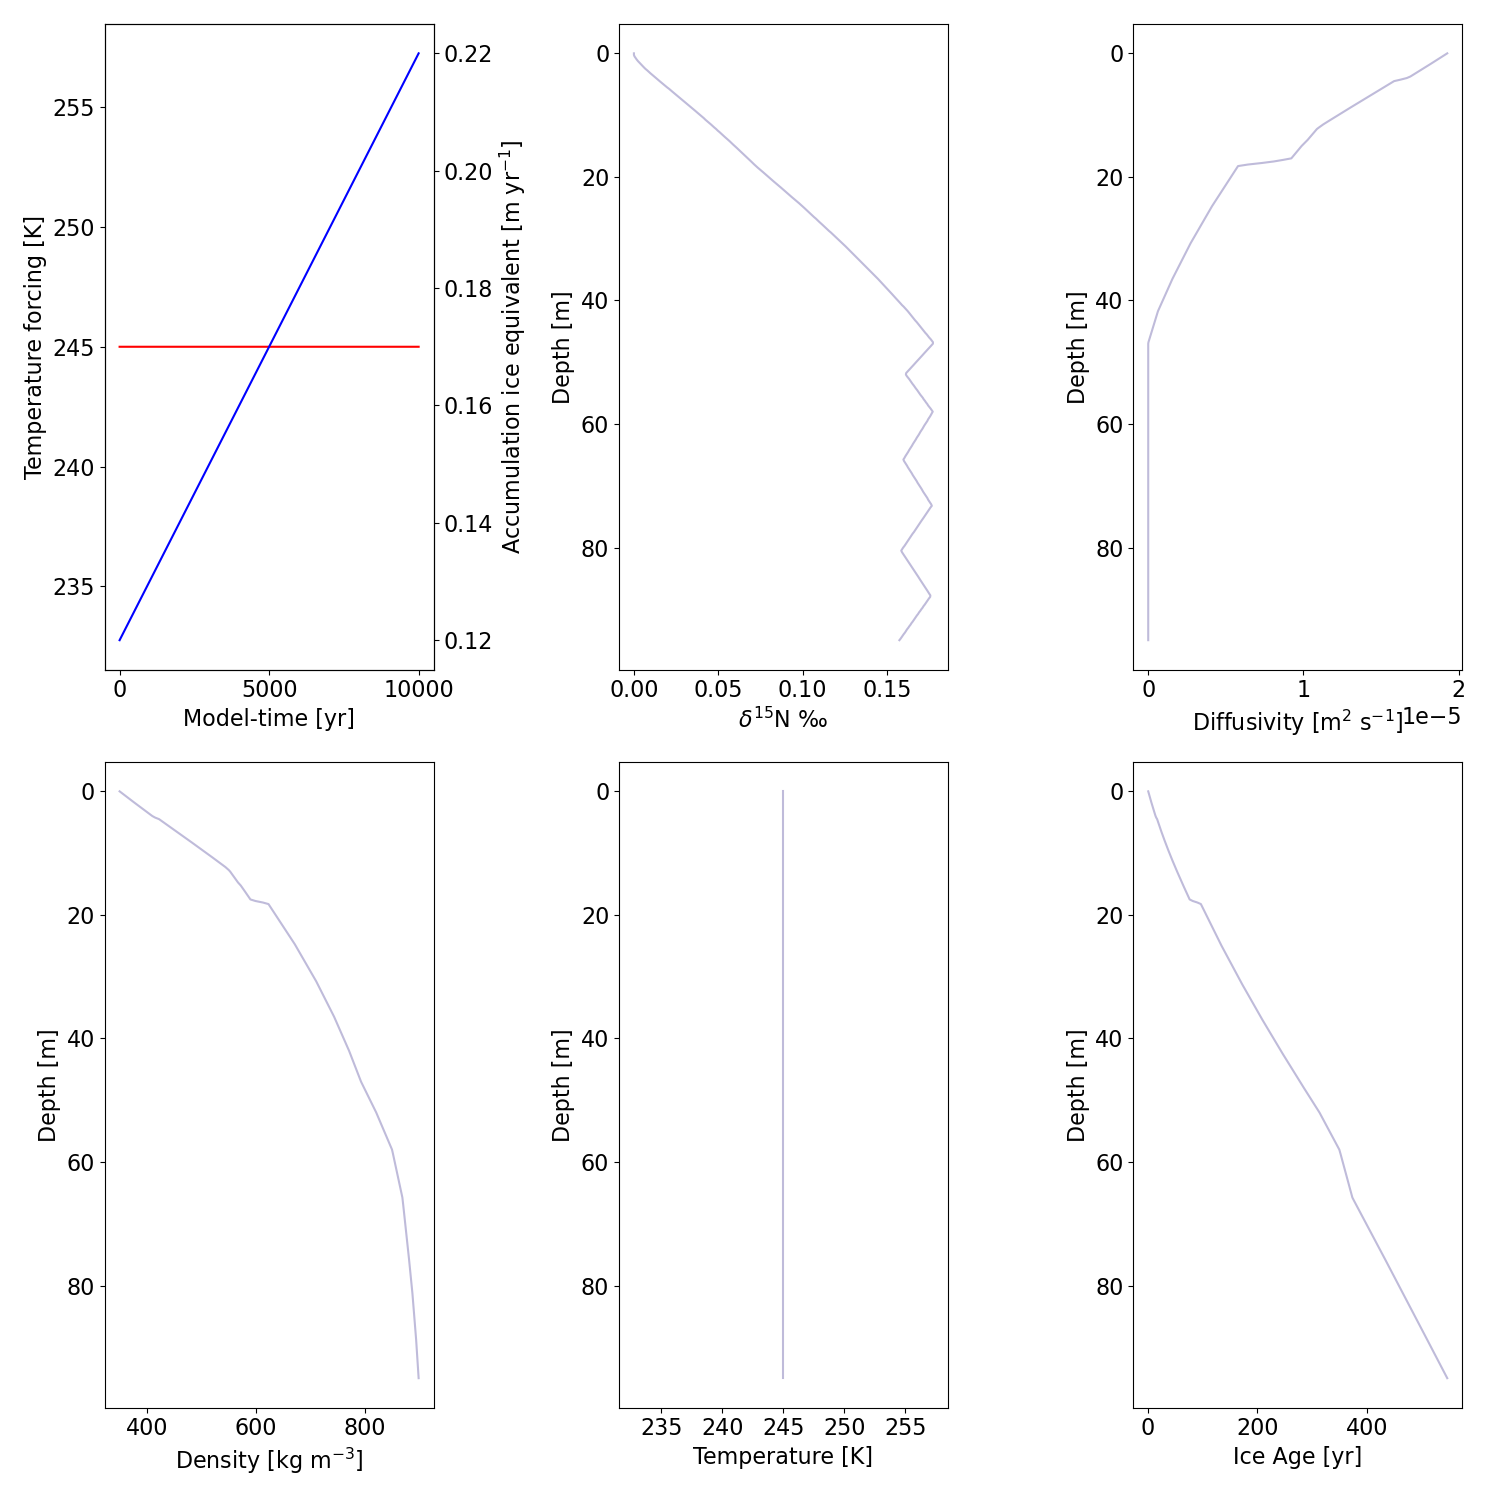 Temperature forcing [K]
255
250
245
240
235
0 5000 10000
Model-time [yr]
0.22
0.20
0.18
0.16
0.14
0.12
Accumulation ice equivalent [m yr⁻¹]
Depth [m]
0
20
40
60
80
0.00 0.05 0.10 0.15
δ¹⁵N ‰
Depth [m]
0
20
40
60
80
0 1 2
Diffusivity [m² s⁻¹]
1e−5
Depth [m]
0
20
40
60
80
400 600 800
Density [kg m⁻³]
Depth [m]
0
20
40
60
80
235 240 245 250 255
Temperature [K]
Depth [m]
0
20
40
60
80
0 200 400
Ice Age [yr]